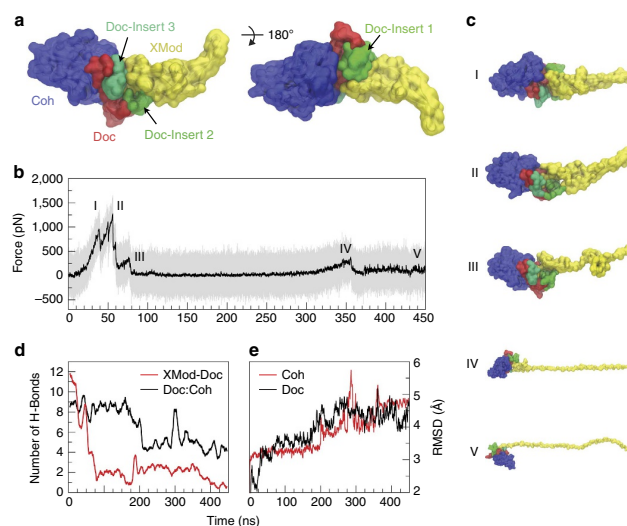 a
Doc-Insert 3
XMod
180°
Doc-Insert 1
Coh
Doc
Doc-Insert 2
c
I
II
III
IV
V
b
2,000
1,500
1,000
500
0
−500
Force (pN)
I
II
III
IV
V
0
50
100
150
200
250
300
350
400
450
d
XMod-Doc
Doc:Coh
12
10
8
6
4
2
0
Number of H-Bonds
0
100
200
300
400
e
Coh
Doc
6
5
4
3
2
RMSD (Å)
0
100
200
300
400
Time (ns)